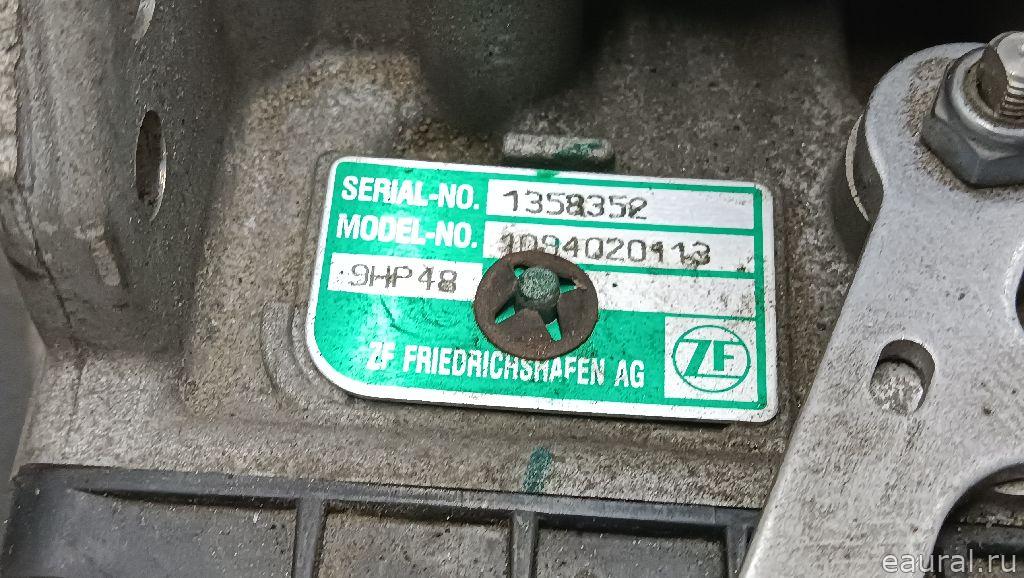 SERIAL-NO. 1358352
MODEL-NO. 1094020113
9HP48
ZF FRIEDRICHSHAFEN AG
ZF
eaural.ru